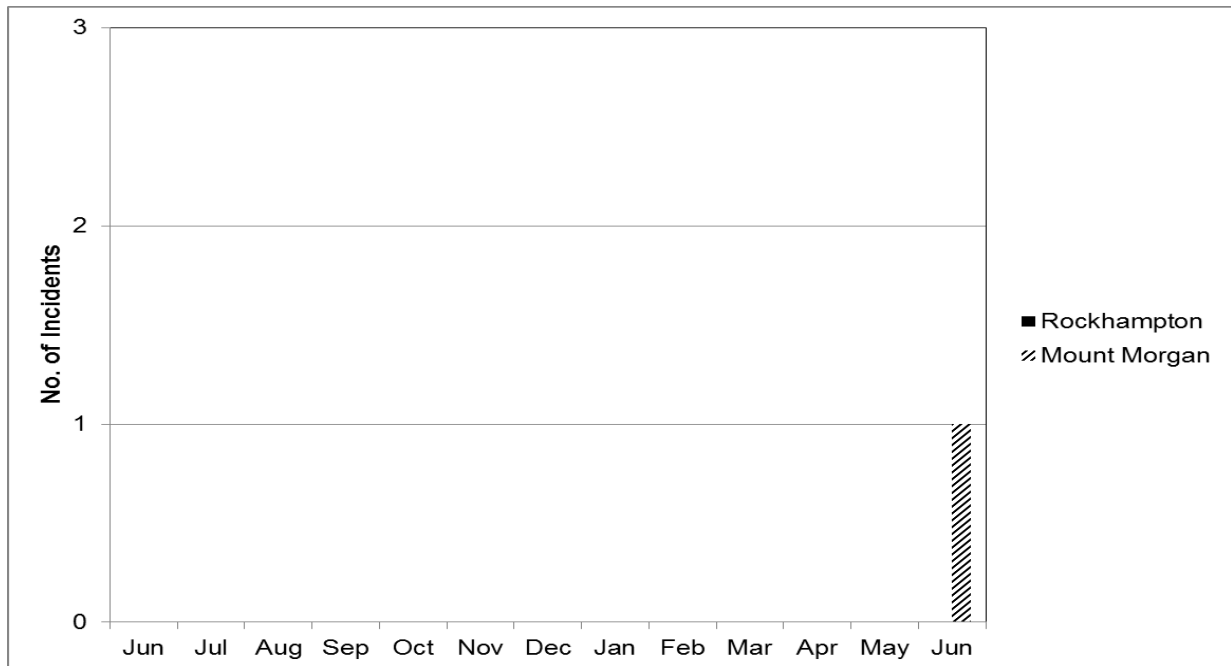 3
2
1
0
No. of Incidents
Jun Jul Aug Sep Oct Nov Dec Jan Feb Mar Apr May Jun
Rockhampton
Mount Morgan